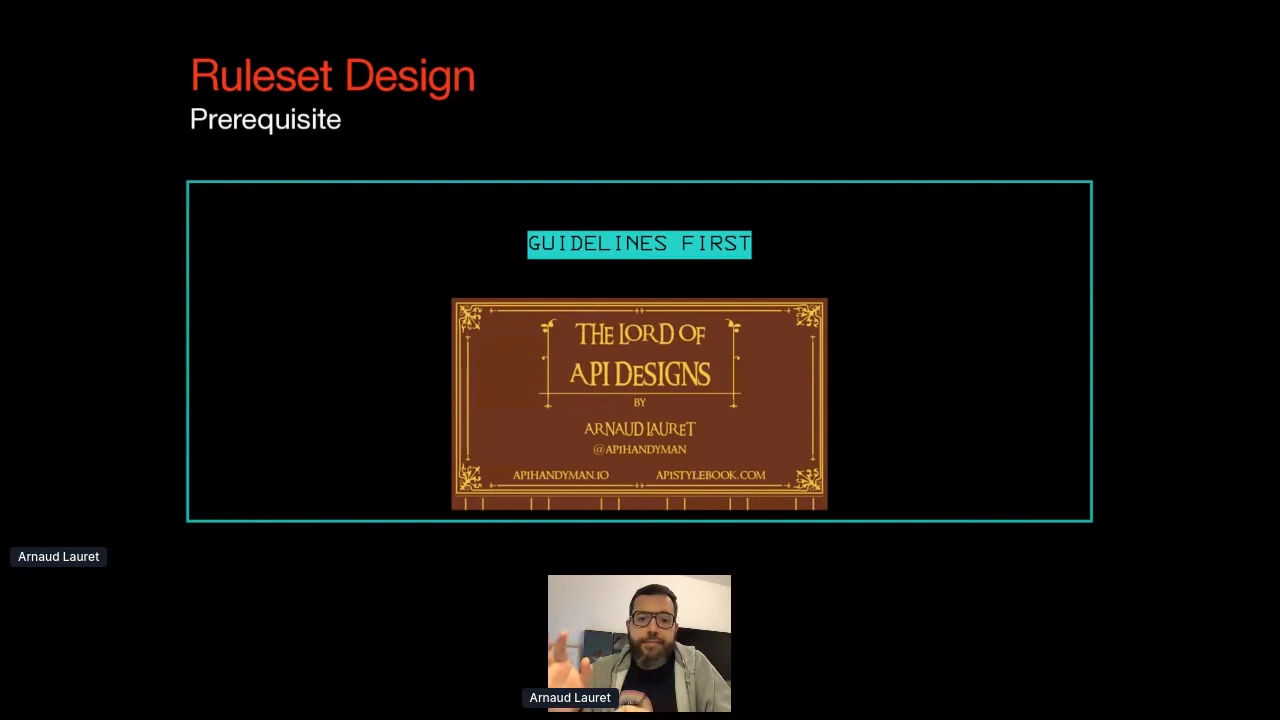 Ruleset Design
Prerequisite
GUIDELINES FIRST
THE LORD OF
API DESIGNS
BY
ARNAUD LAURET
@APIHANDYMAN
APIHANDYMAN.IO
APISTYLEBOOK.COM
Arnaud Lauret
Arnaud Lauret